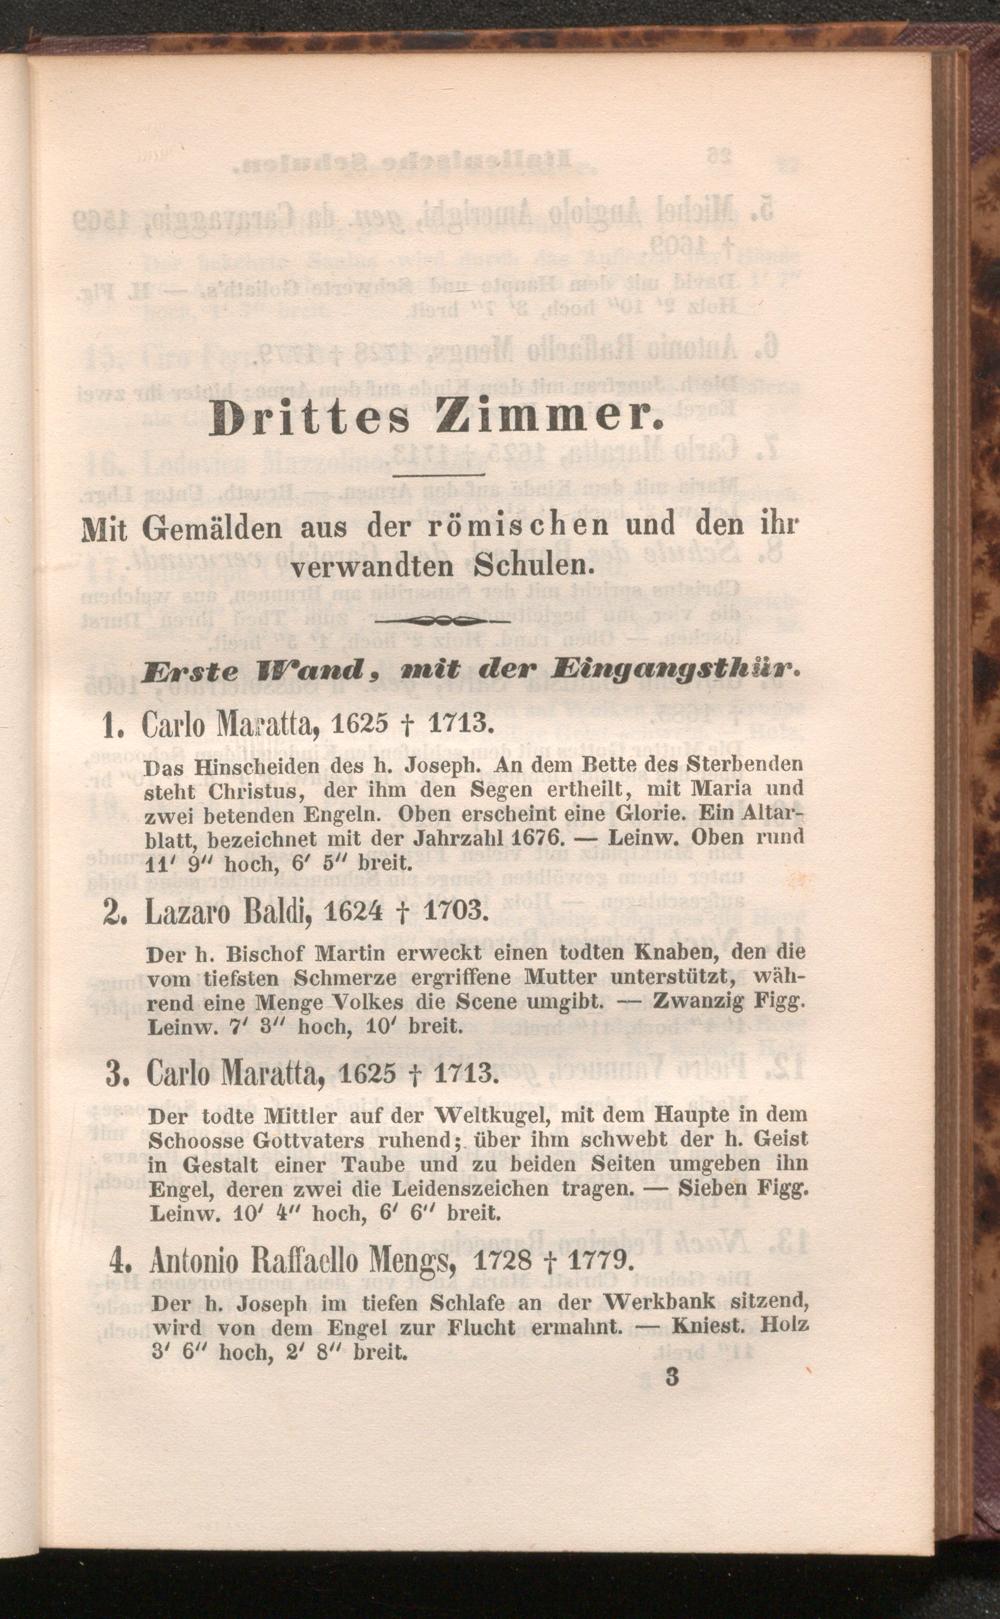 Drittes Zimmer.
Mit Gemälden aus der römischen und den ihr
verwandten Schulen.
Erste Wand, mit der Eingangsthür.
1. Carlo Maratta, 1625 † 1713.
Das Hinscheiden des h. Joseph. An dem Bette des Sterbenden
steht Christus, der ihm den Segen ertheilt, mit Maria und
zwei betenden Engeln. Oben erscheint eine Glorie. Ein Altar-
blatt, bezeichnet mit der Jahrzahl 1676. — Leinw. Oben rund
11′ 9″ hoch, 6′ 5″ breit.
2. Lazaro Baldi, 1624 † 1703.
Der h. Bischof Martin erweckt einen todten Knaben, den die
vom tiefsten Schmerze ergriffene Mutter unterstützt, wäh-
rend eine Menge Volkes die Scene umgibt. — Zwanzig Figg.
Leinw. 7′ 3″ hoch, 10′ breit.
3. Carlo Maratta, 1625 † 1713.
Der todte Mittler auf der Weltkugel, mit dem Haupte in dem
Schoosse Gottvaters ruhend; über ihm schwebt der h. Geist
in Gestalt einer Taube und zu beiden Seiten umgeben ihn
Engel, deren zwei die Leidenszeichen tragen. — Sieben Figg.
Leinw. 10′ 4″ hoch, 6′ 6″ breit.
4. Antonio Raffaello Mengs, 1728 † 1779.
Der h. Joseph im tiefen Schlafe an der Werkbank sitzend,
wird von dem Engel zur Flucht ermahnt. — Kniest. Holz
3′ 6″ hoch, 2′ 8″ breit.
3